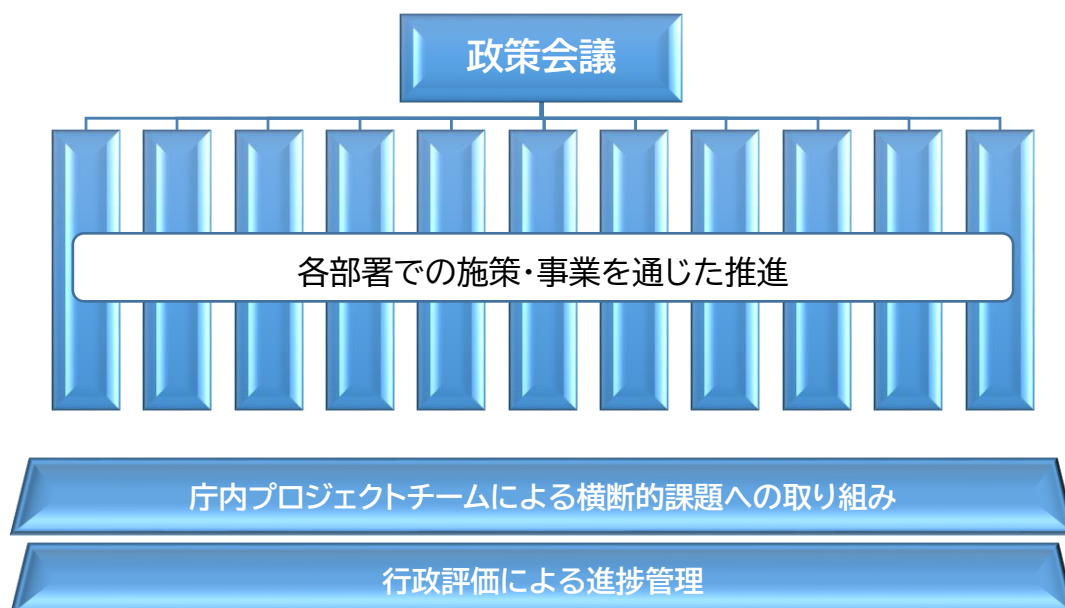 政策会議
各部署での施策・事業を通じた推進
庁内プロジェクトチームによる横断的課題への取り組み
行政評価による進捗管理